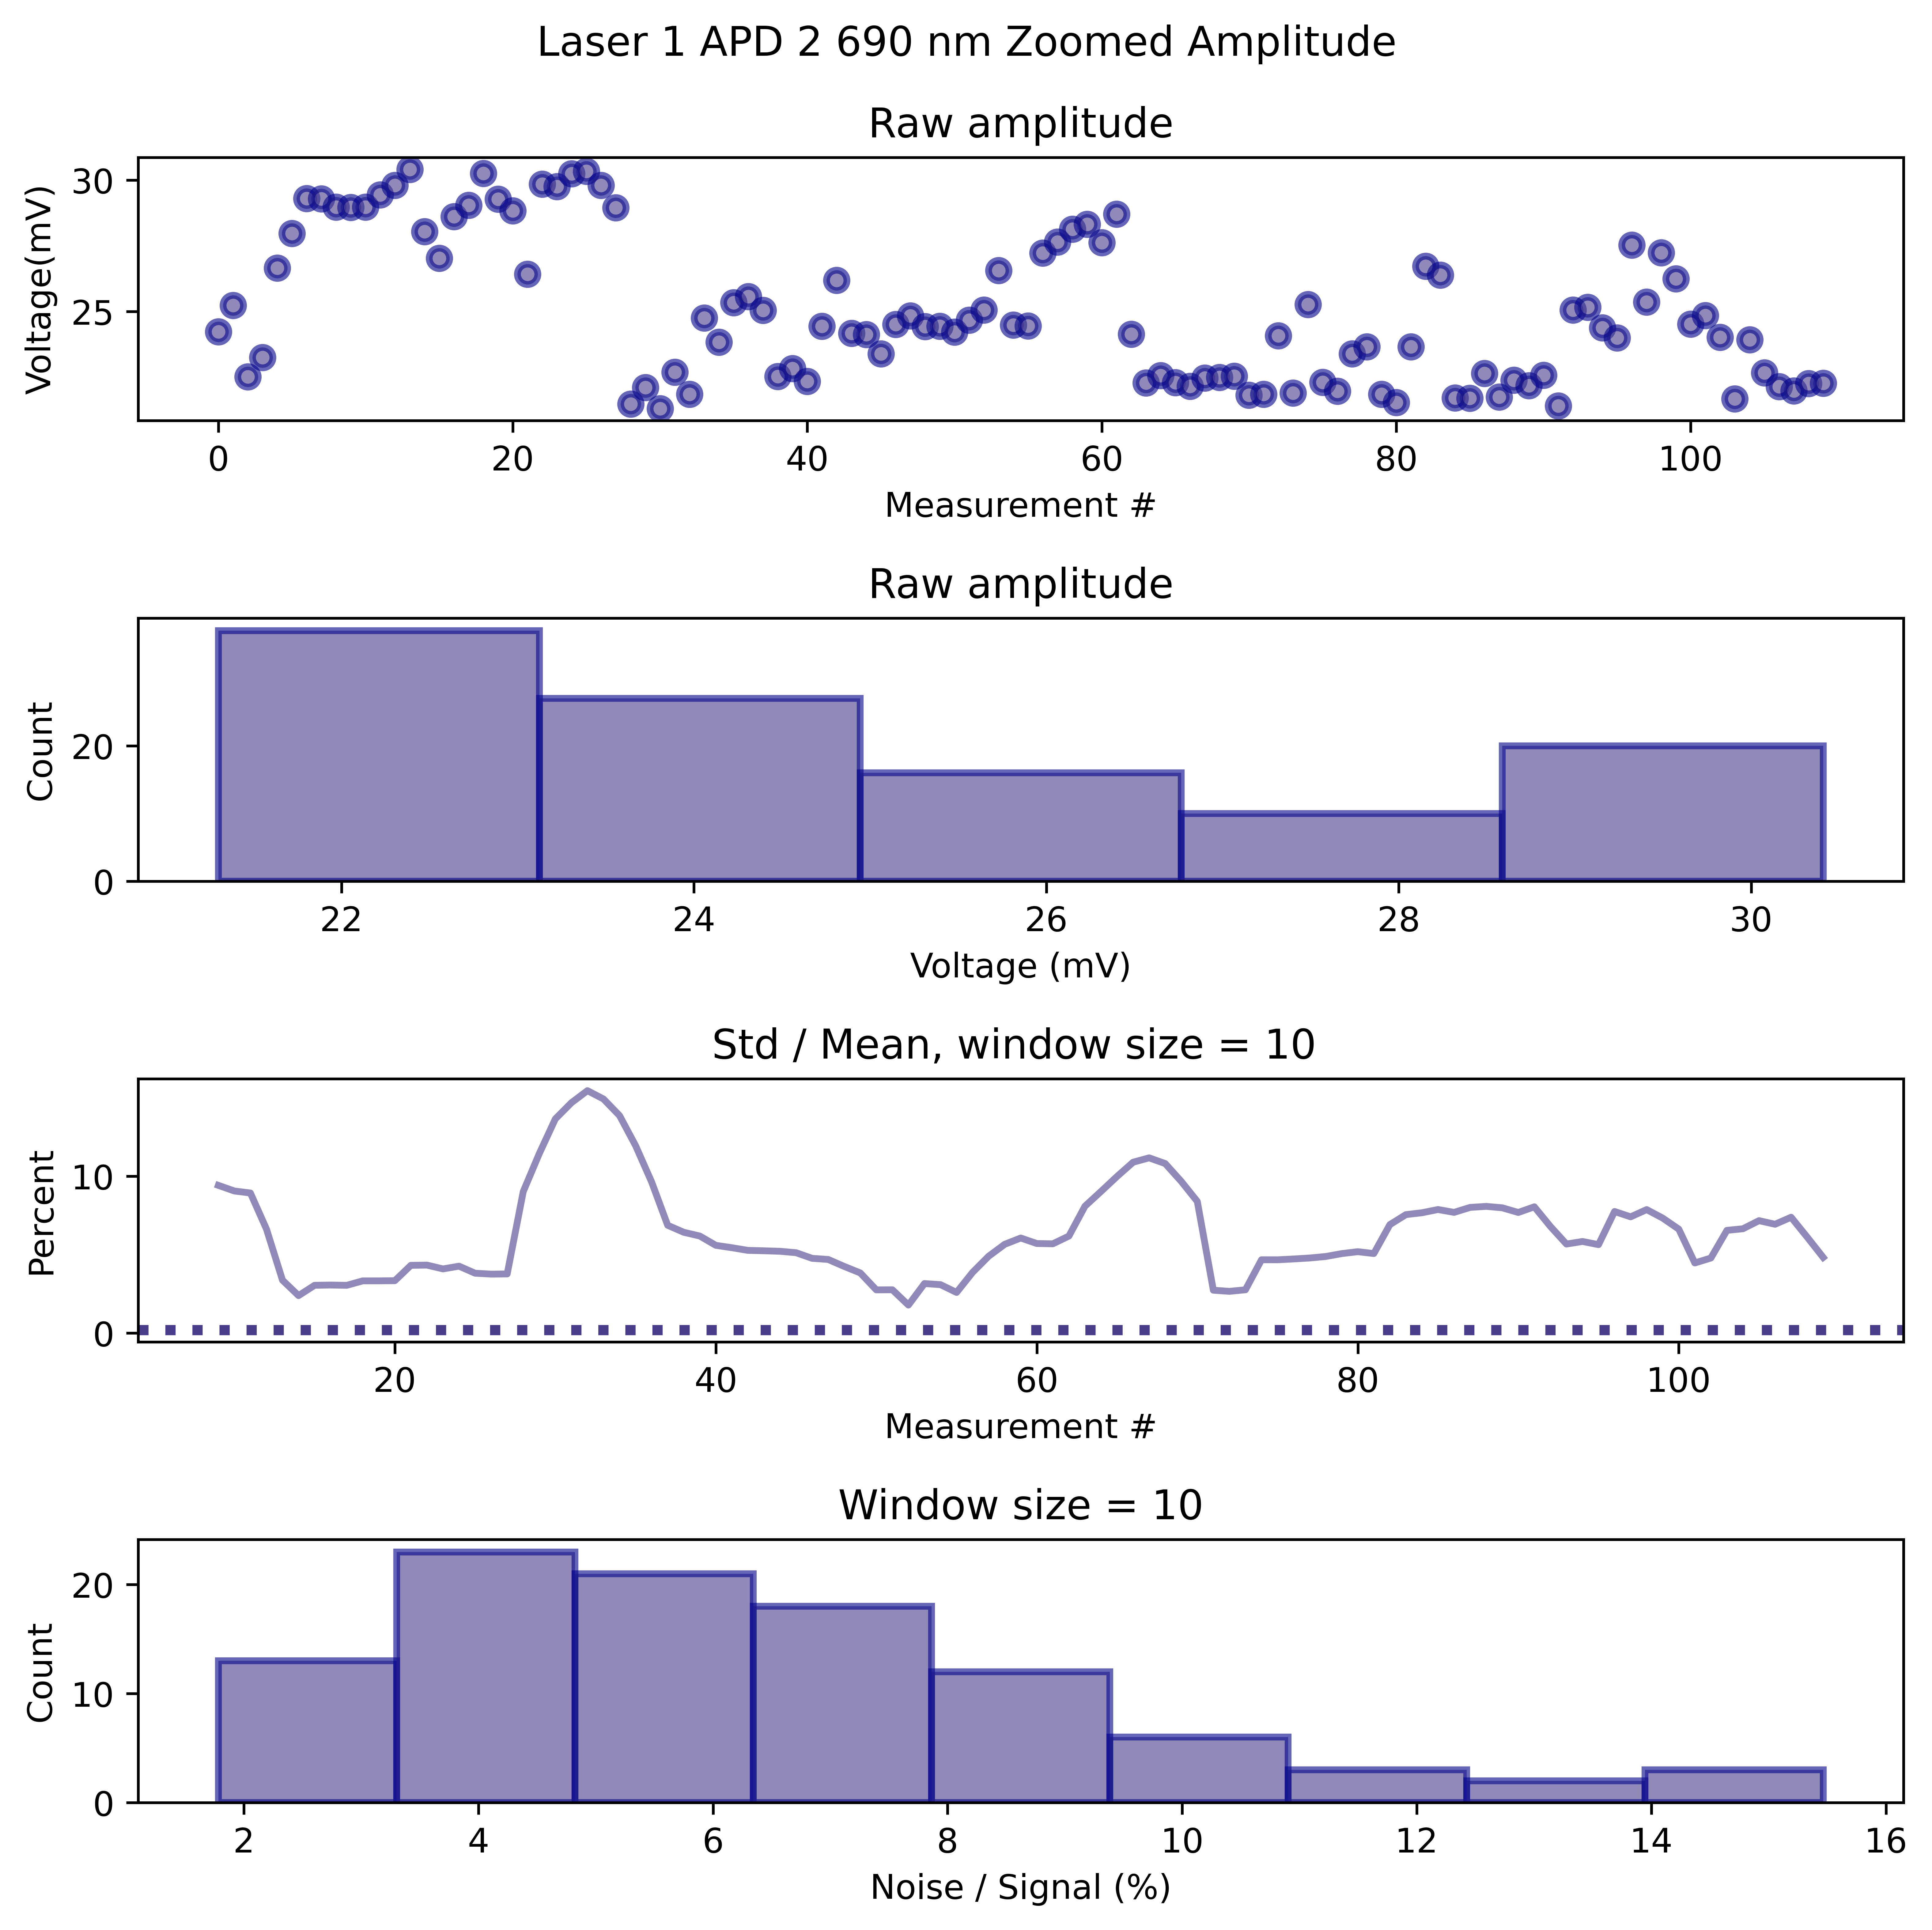 Laser 1 APD 2 690 nm Zoomed Amplitude
Raw amplitude
Voltage(mV)
30
25
0 20 40 60 80 100
Measurement #
Raw amplitude
Count
20
0
22 24 26 28 30
Voltage (mV)
Std / Mean, window size = 10
Percent
10
0
20 40 60 80 100
Measurement #
Window size = 10
Count
20
10
0
2 4 6 8 10 12 14 16
Noise / Signal (%)